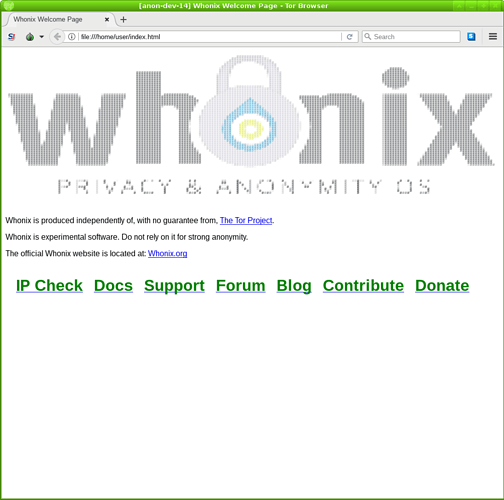 [anon-dev-14] Whonix Welcome Page - Tor Browser
Whonix Welcome Page
file:///home/user/index.html
Search
whonix
PRIVACY & ANONYMITY OS
Whonix is produced independently of, with no guarantee from, The Tor Project.
Whonix is experimental software. Do not rely on it for strong anonymity.
The official Whonix website is located at: Whonix.org
IP Check Docs Support Forum Blog Contribute Donate